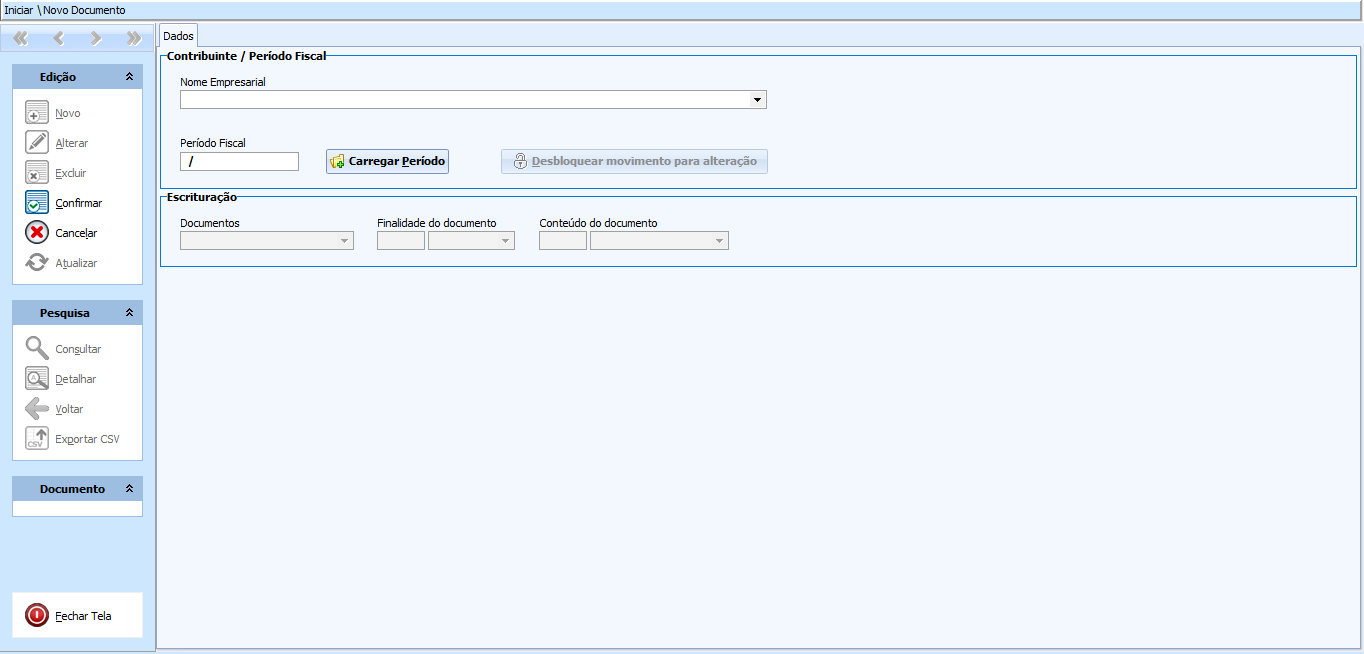 Iniciar \ Novo Documento
Dados
Edição
Novo
Alterar
Excluir
Confirmar
Cancelar
Atualizar
Pesquisa
Consultar
Detalhar
Voltar
CSV
Exportar CSV
Documento
Fechar Tela
Contribuinte / Período Fiscal
Nome Empresarial
Período Fiscal
/
Carregar Período
Desbloquear movimento para alteração
Escrituração
Documentos
Finalidade do documento
Conteúdo do documento